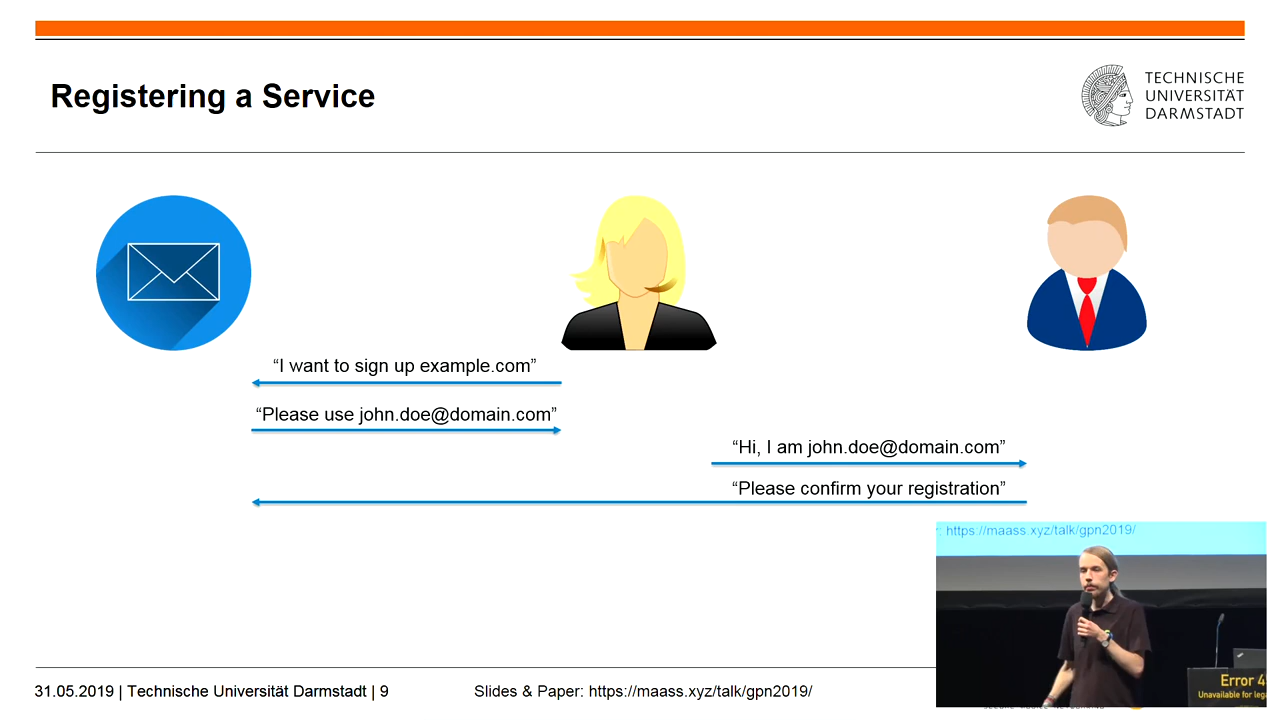 Registering a Service
TECHNISCHE
UNIVERSITÄT
DARMSTADT
“I want to sign up example.com”
“Please use john.doe@domain.com”
“Hi, I am john.doe@domain.com”
“Please confirm your registration”
https://maass.xyz/talk/gpn2019/
Error 4
Unavailable for lega
31.05.2019 | Technische Universität Darmstadt | 9
Slides & Paper: https://maass.xyz/talk/gpn2019/